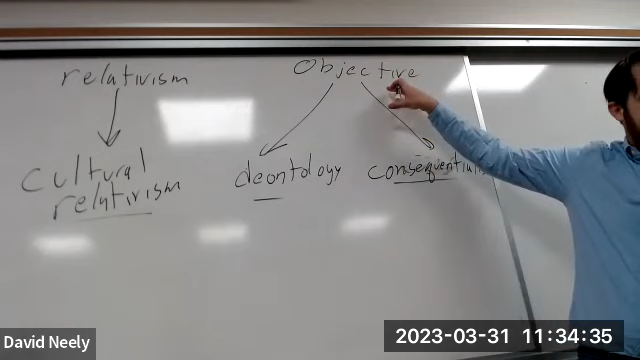 relativism
Objective
Cultural
relativism
deontology
David Neely
2023-03-31 11:34:35